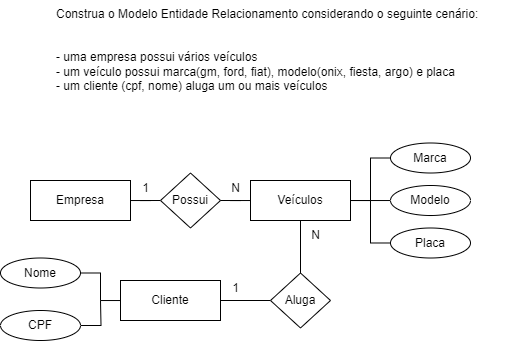 Construa o Modelo Entidade Relacionamento considerando o seguinte cenário:
- uma empresa possui vários veículos
- um veículo possui marca(gm, ford, fiat), modelo(onix, fiesta, argo) e placa
- um cliente (cpf, nome) aluga um ou mais veículos
Marca
1
N
Empresa
Possui
Veículos
Modelo
N
Placa
Nome
1
Cliente
Aluga
CPF